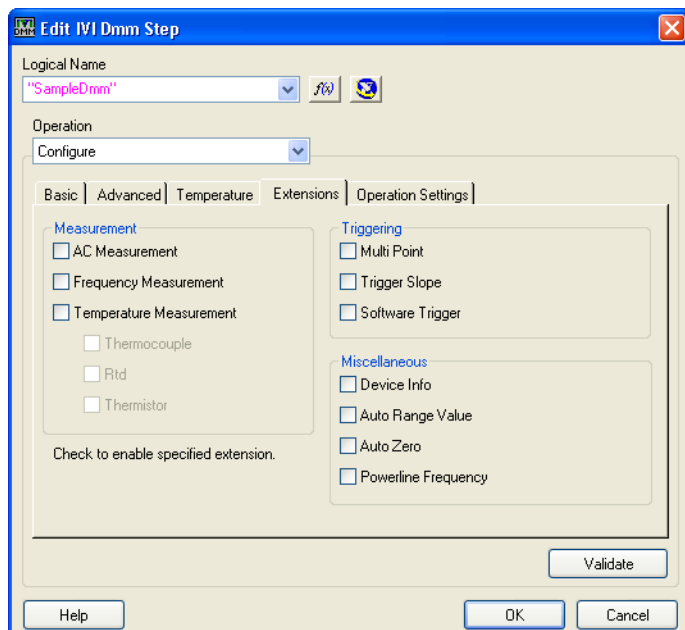 DMM Edit IVI Dmm Step
Logical Name
"SampleDmm"
f(x)
Operation
Configure
Basic Advanced Temperature Extensions Operation Settings
Measurement
AC Measurement
Frequency Measurement
Temperature Measurement
Thermocouple
Rtd
Thermistor
Check to enable specified extension.
Triggering
Multi Point
Trigger Slope
Software Trigger
Miscellaneous
Device Info
Auto Range Value
Auto Zero
Powerline Frequency
Validate
Help OK Cancel